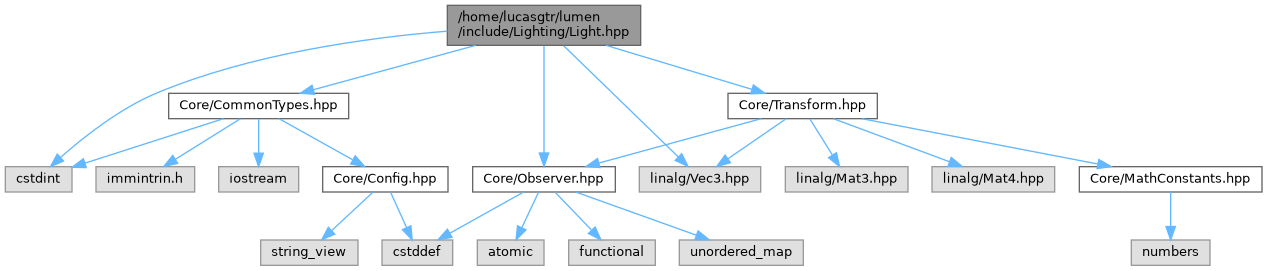 /home/lucasgtr/lumen
/include/Lighting/Light.hpp
Core/CommonTypes.hpp
Core/Transform.hpp
cstdint
immintrin.h
iostream
Core/Config.hpp
Core/Observer.hpp
linalg/Vec3.hpp
linalg/Mat3.hpp
linalg/Mat4.hpp
Core/MathConstants.hpp
string_view
cstddef
atomic
functional
unordered_map
numbers